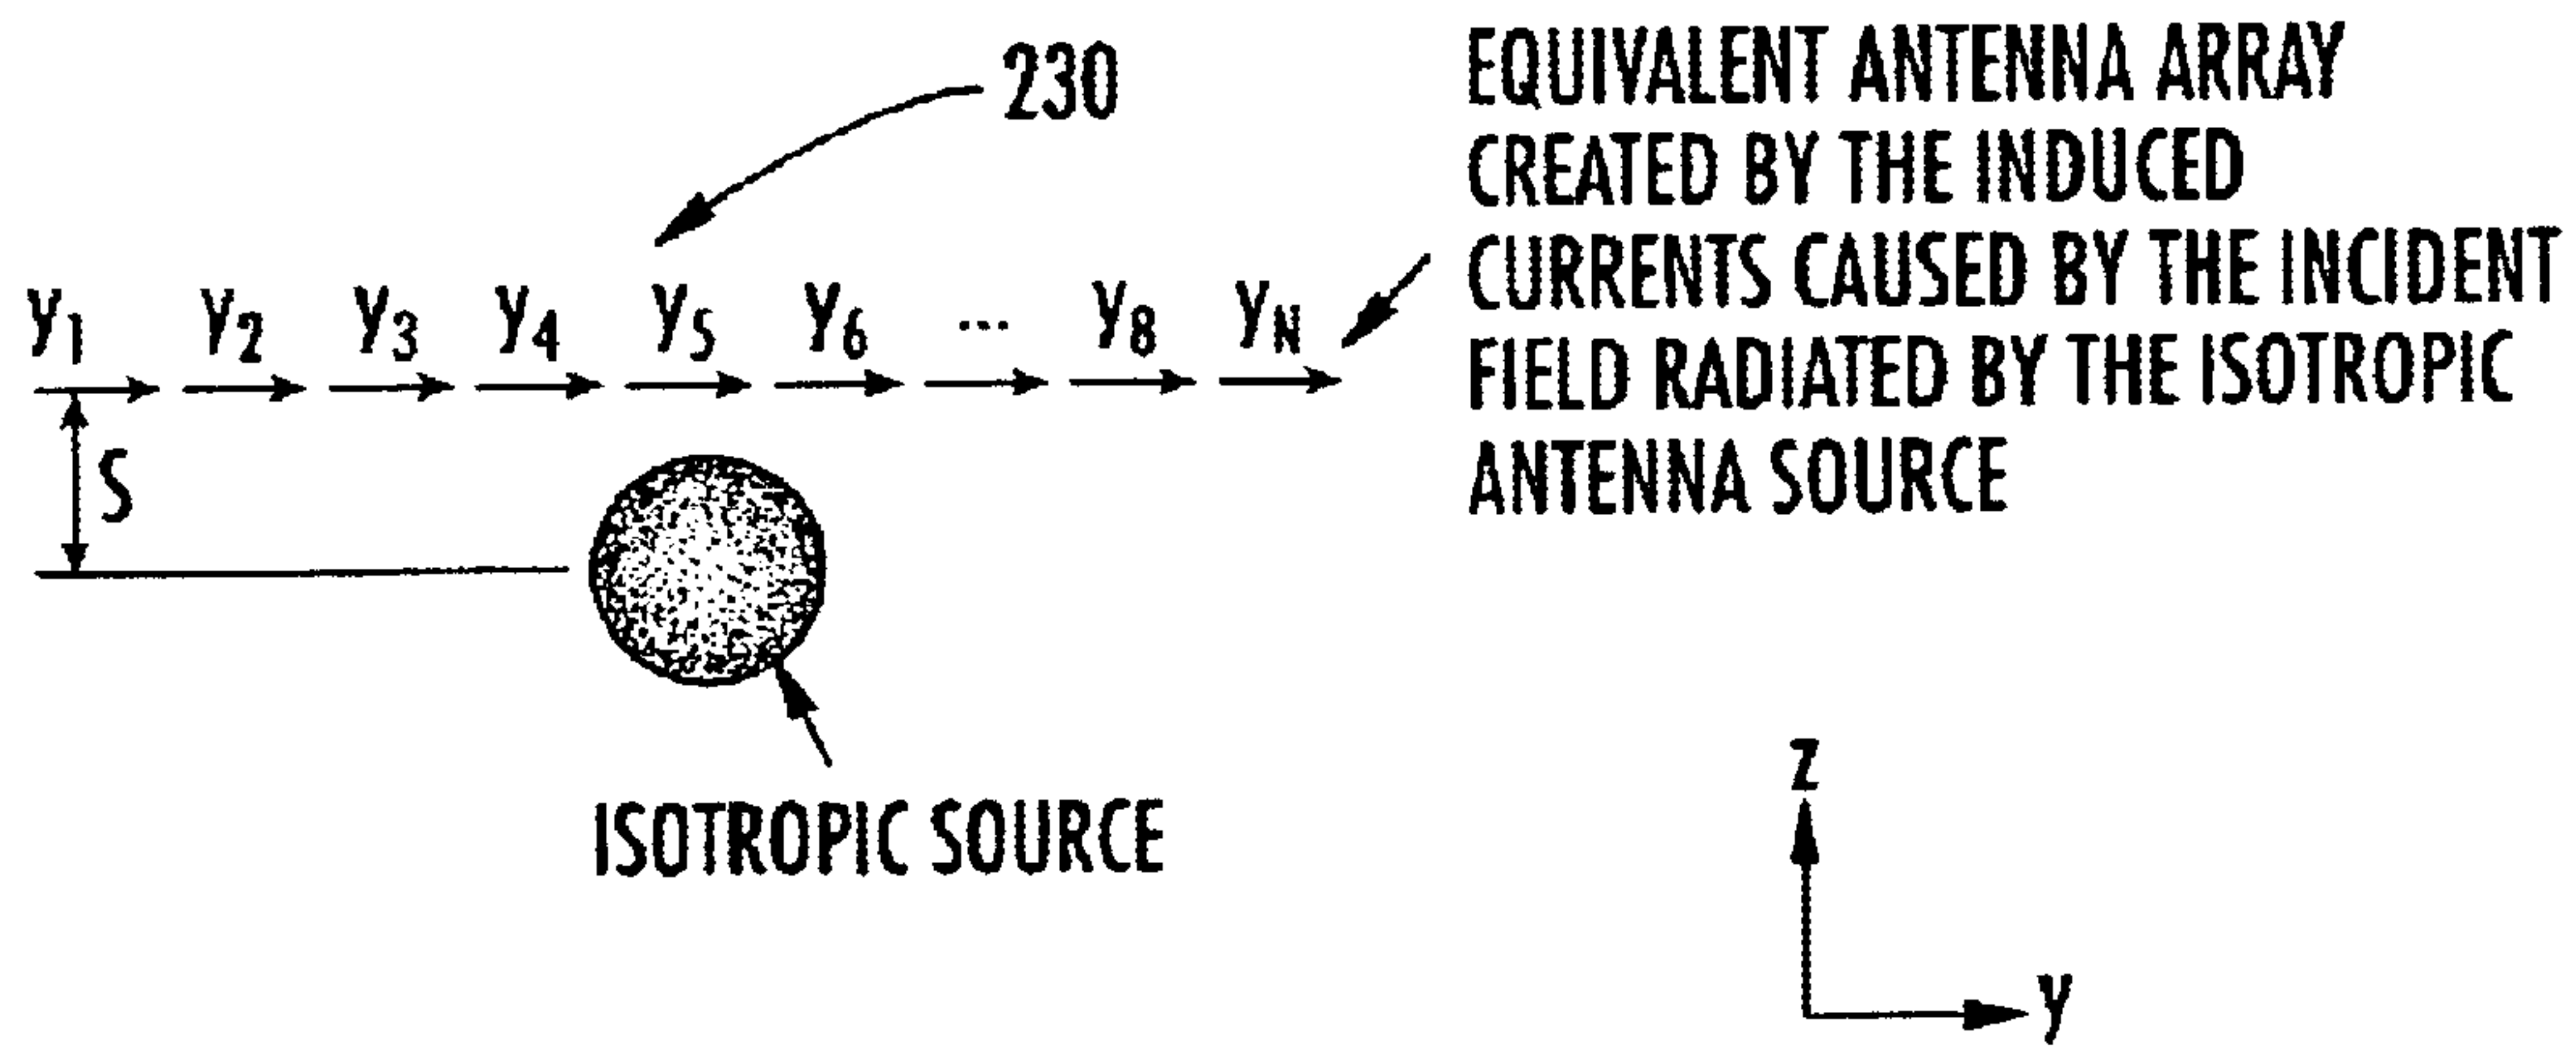 230
EQUIVALENT ANTENNA ARRAY
CREATED BY THE INDUCED
CURRENTS CAUSED BY THE INCIDENT
FIELD RADIATED BY THE ISOTROPIC
ANTENNA SOURCE
y₁ y₂ y₃ y₄ y₅ y₆ ... y₈ yN
S
ISOTROPIC SOURCE
z
y